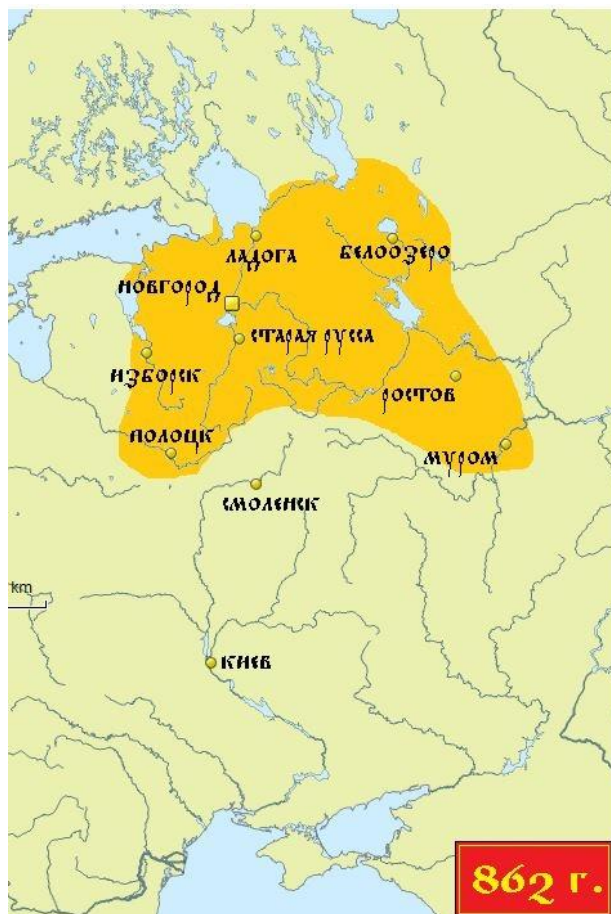 ЛАДОГА
БЕЛООЗЕРО
НОВГОРОД
СТАРАЯ РУССА
ИЗБОРСК
РОСТОВ
ПОЛОЦК
МУРОМ
СМОЛЕНСК
km
КИЕВ
862 г.